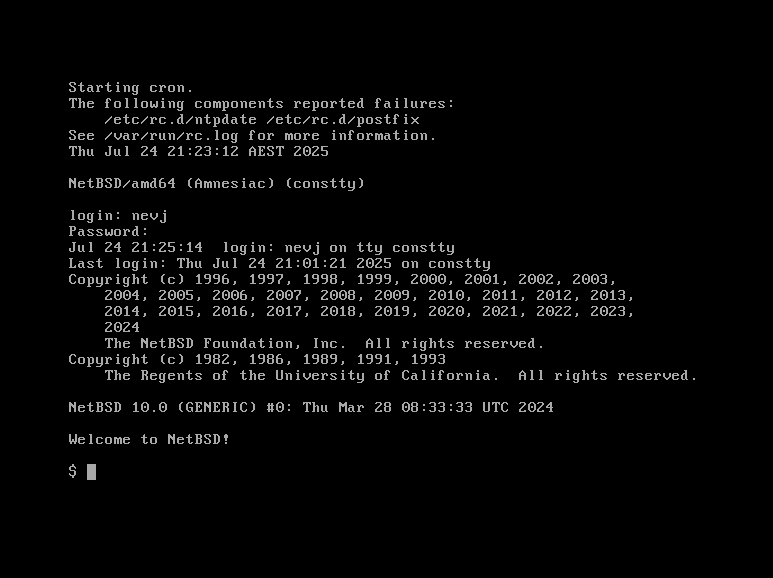 Starting cron.
The following components reported failures:
    /etc/rc.d/ntpdate /etc/rc.d/postfix
See /var/run/rc.log for more information.
Thu Jul 24 21:23:12 AEST 2025

NetBSD/amd64 (Amnesiac) (constty)

login: nevj
Password:
Jul 24 21:25:14  login: nevj on tty constty
Last login: Thu Jul 24 21:01:21 2025 on constty
Copyright (c) 1996, 1997, 1998, 1999, 2000, 2001, 2002, 2003,
    2004, 2005, 2006, 2007, 2008, 2009, 2010, 2011, 2012, 2013,
    2014, 2015, 2016, 2017, 2018, 2019, 2020, 2021, 2022, 2023,
    2024
    The NetBSD Foundation, Inc.  All rights reserved.
Copyright (c) 1982, 1986, 1989, 1991, 1993
    The Regents of the University of California.  All rights reserved.

NetBSD 10.0 (GENERIC) #0: Thu Mar 28 08:33:33 UTC 2024

Welcome to NetBSD!

$